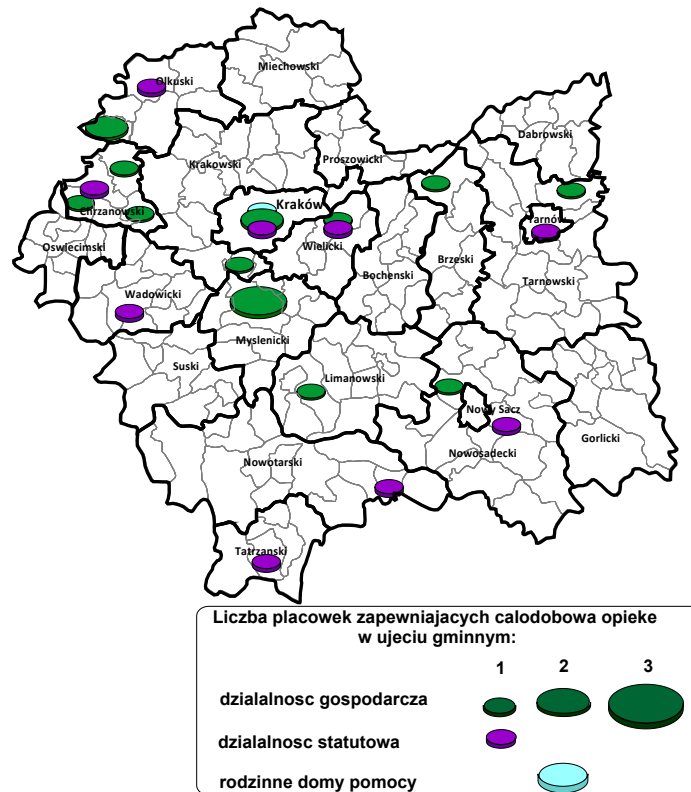 Miechowski
Olkuski
Dabrowski
Proszowicki
Krakowski
Kraków
Chrzanowski
Tarnów
Oswiecimski
Wielicki
Brzeski
Bochenski
Tarnowski
Wadowicki
Myslenicki
Suski
Limanowski
Nowy Sacz
Gorlicki
Nowotarski
Nowosadecki
Tatrzanski
Liczba placowek zapewniajacych calodobowa opieke
w ujeciu gminnym:
1 2 3
dzialalnosc gospodarcza
dzialalnosc statutowa
rodzinne domy pomocy